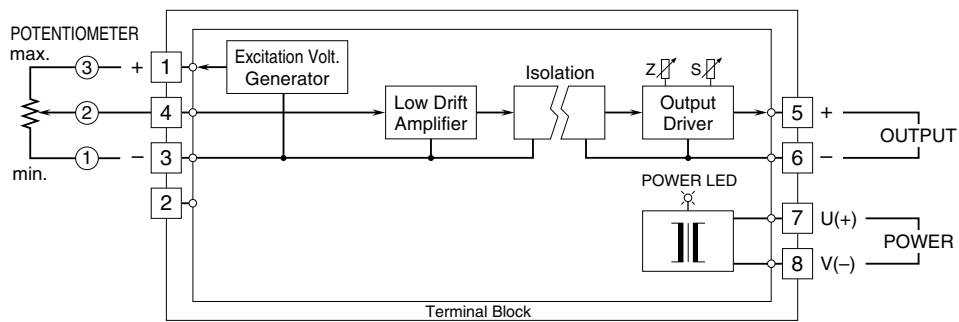 POTENTIOMETER
max.
3
+
1
Excitation Volt.
Generator
Z
S
Isolation
2
4
Low Drift
Amplifier
Output
Driver
5
+
OUTPUT
1
–
3
6
–
min.
2
POWER LED
7
U(+)
POWER
8
V(–)
Terminal Block